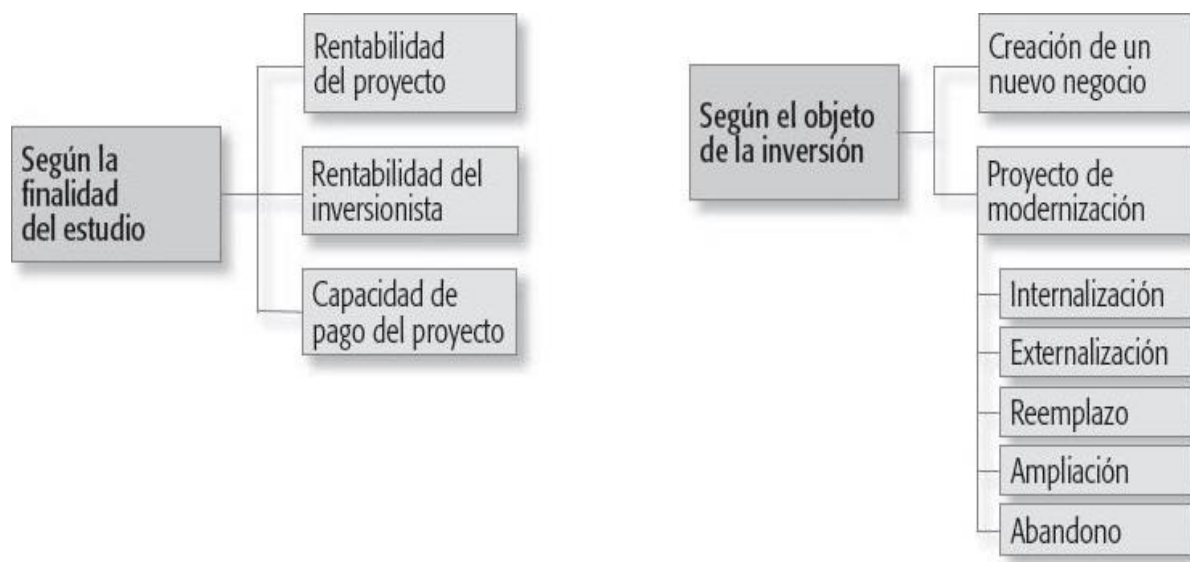 Según la
finalidad
del estudio
Rentabilidad
del proyecto
Rentabilidad del
inversionista
Capacidad de
pago del proyecto
Según el objeto
de la inversión
Creación de un
nuevo negocio
Proyecto de
modernización
Internalización
Externalización
Reemplazo
Ampliación
Abandono